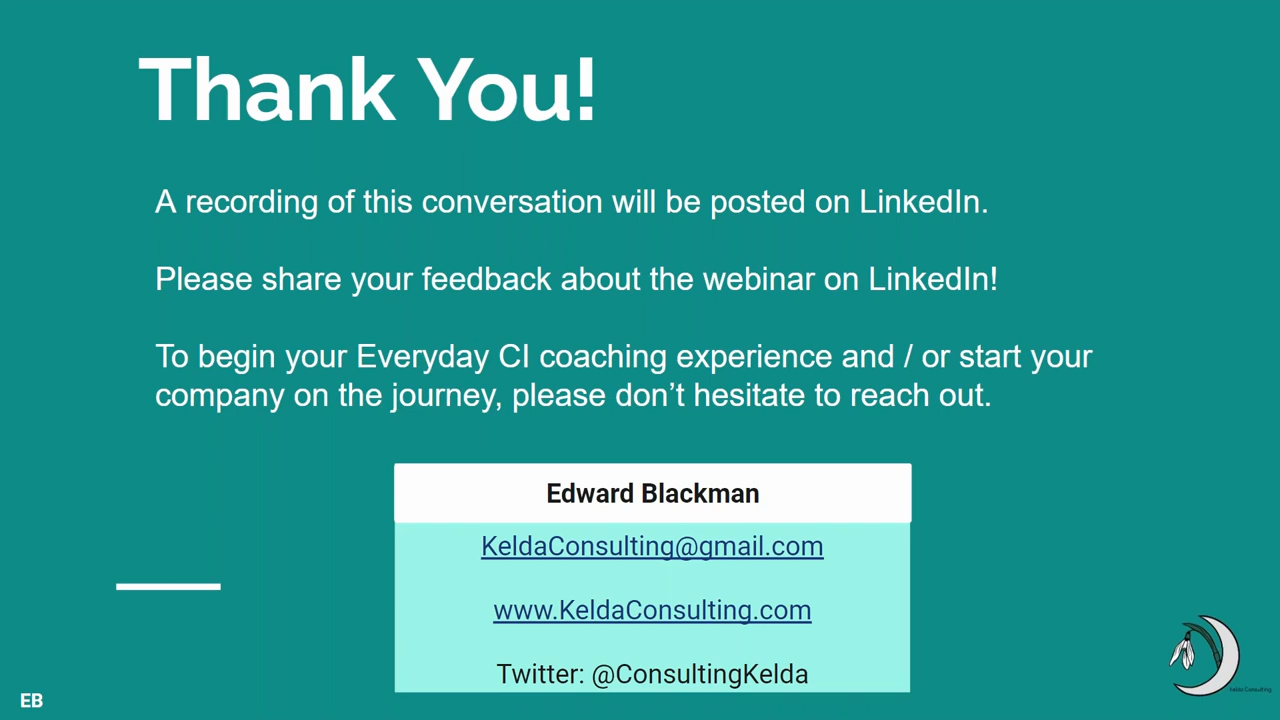 Thank You!
A recording of this conversation will be posted on LinkedIn.
Please share your feedback about the webinar on LinkedIn!
To begin your Everyday CI coaching experience and / or start your
company on the journey, please don’t hesitate to reach out.
Edward Blackman
KeldaConsulting@gmail.com
www.KeldaConsulting.com
Twitter: @ConsultingKelda
EB
Kelda Consulting